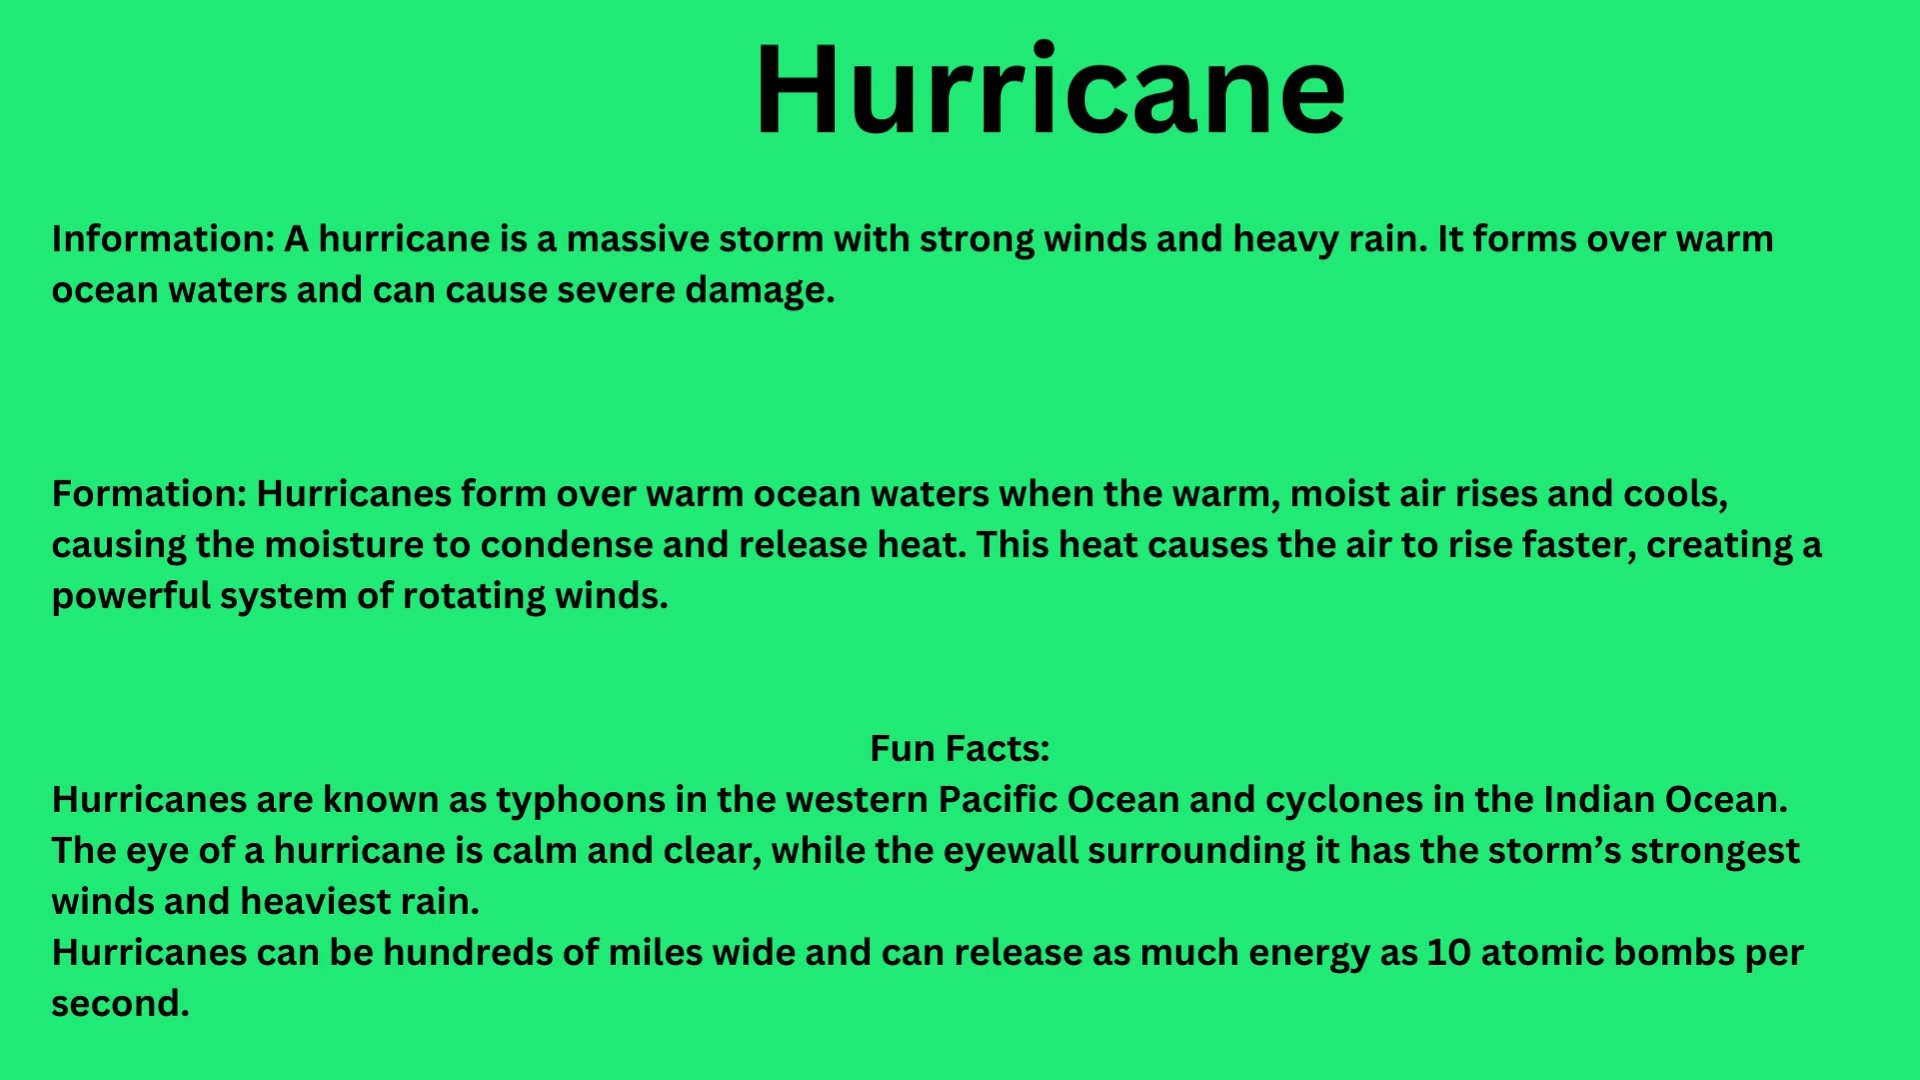 Hurricane
Information: A hurricane is a massive storm with strong winds and heavy rain. It forms over warm
ocean waters and can cause severe damage.
Formation: Hurricanes form over warm ocean waters when the warm, moist air rises and cools,
causing the moisture to condense and release heat. This heat causes the air to rise faster, creating a
powerful system of rotating winds.
Fun Facts:
Hurricanes are known as typhoons in the western Pacific Ocean and cyclones in the Indian Ocean.
The eye of a hurricane is calm and clear, while the eyewall surrounding it has the storm’s strongest
winds and heaviest rain.
Hurricanes can be hundreds of miles wide and can release as much energy as 10 atomic bombs per
second.